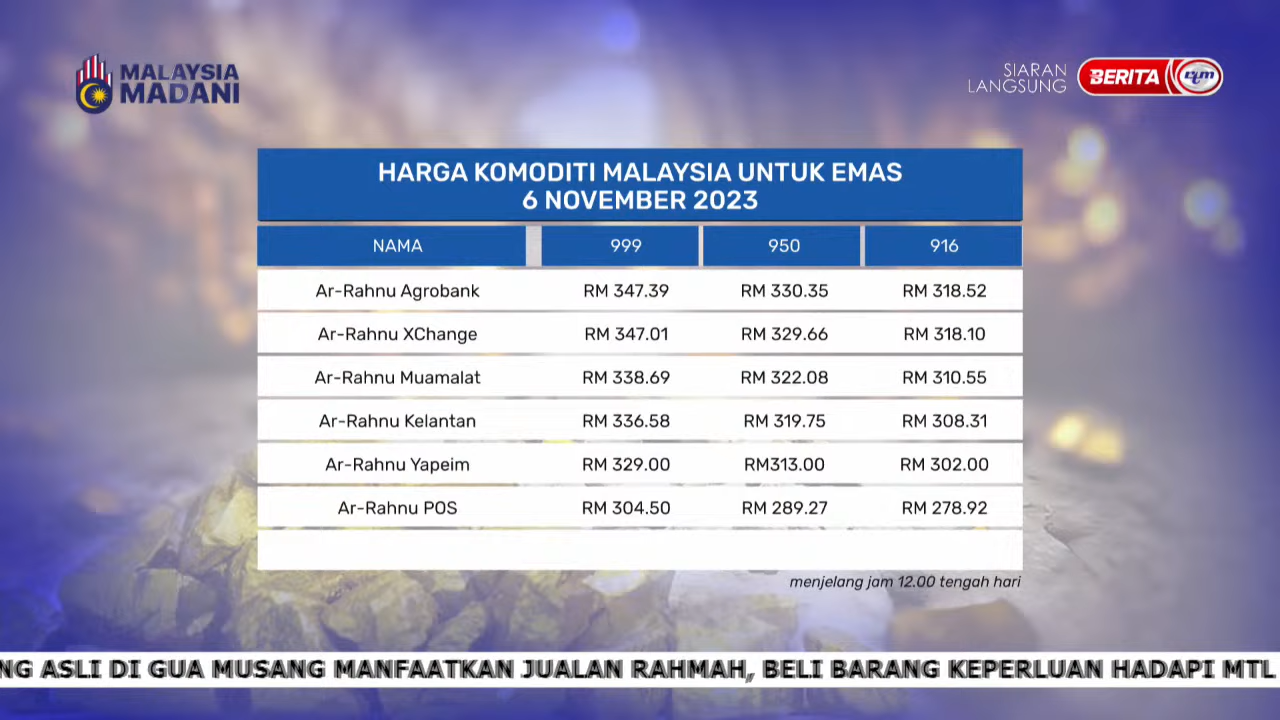 MALAYSIA
MADANI
SIARAN
LANGSUNG
BERITA rtm
HARGA KOMODITI MALAYSIA UNTUK EMAS
6 NOVEMBER 2023
NAMA 999 950 916
Ar-Rahnu Agrobank RM 347.39 RM 330.35 RM 318.52
Ar-Rahnu XChange RM 347.01 RM 329.66 RM 318.10
Ar-Rahnu Muamalat RM 338.69 RM 322.08 RM 310.55
Ar-Rahnu Kelantan RM 336.58 RM 319.75 RM 308.31
Ar-Rahnu Yapeim RM 329.00 RM313.00 RM 302.00
Ar-Rahnu POS RM 304.50 RM 289.27 RM 278.92
menjelang jam 12.00 tengah hari
NG ASLI DI GUA MUSANG MANFAATKAN JUALAN RAHMAH, BELI BARANG KEPERLUAN HADAPI MTL